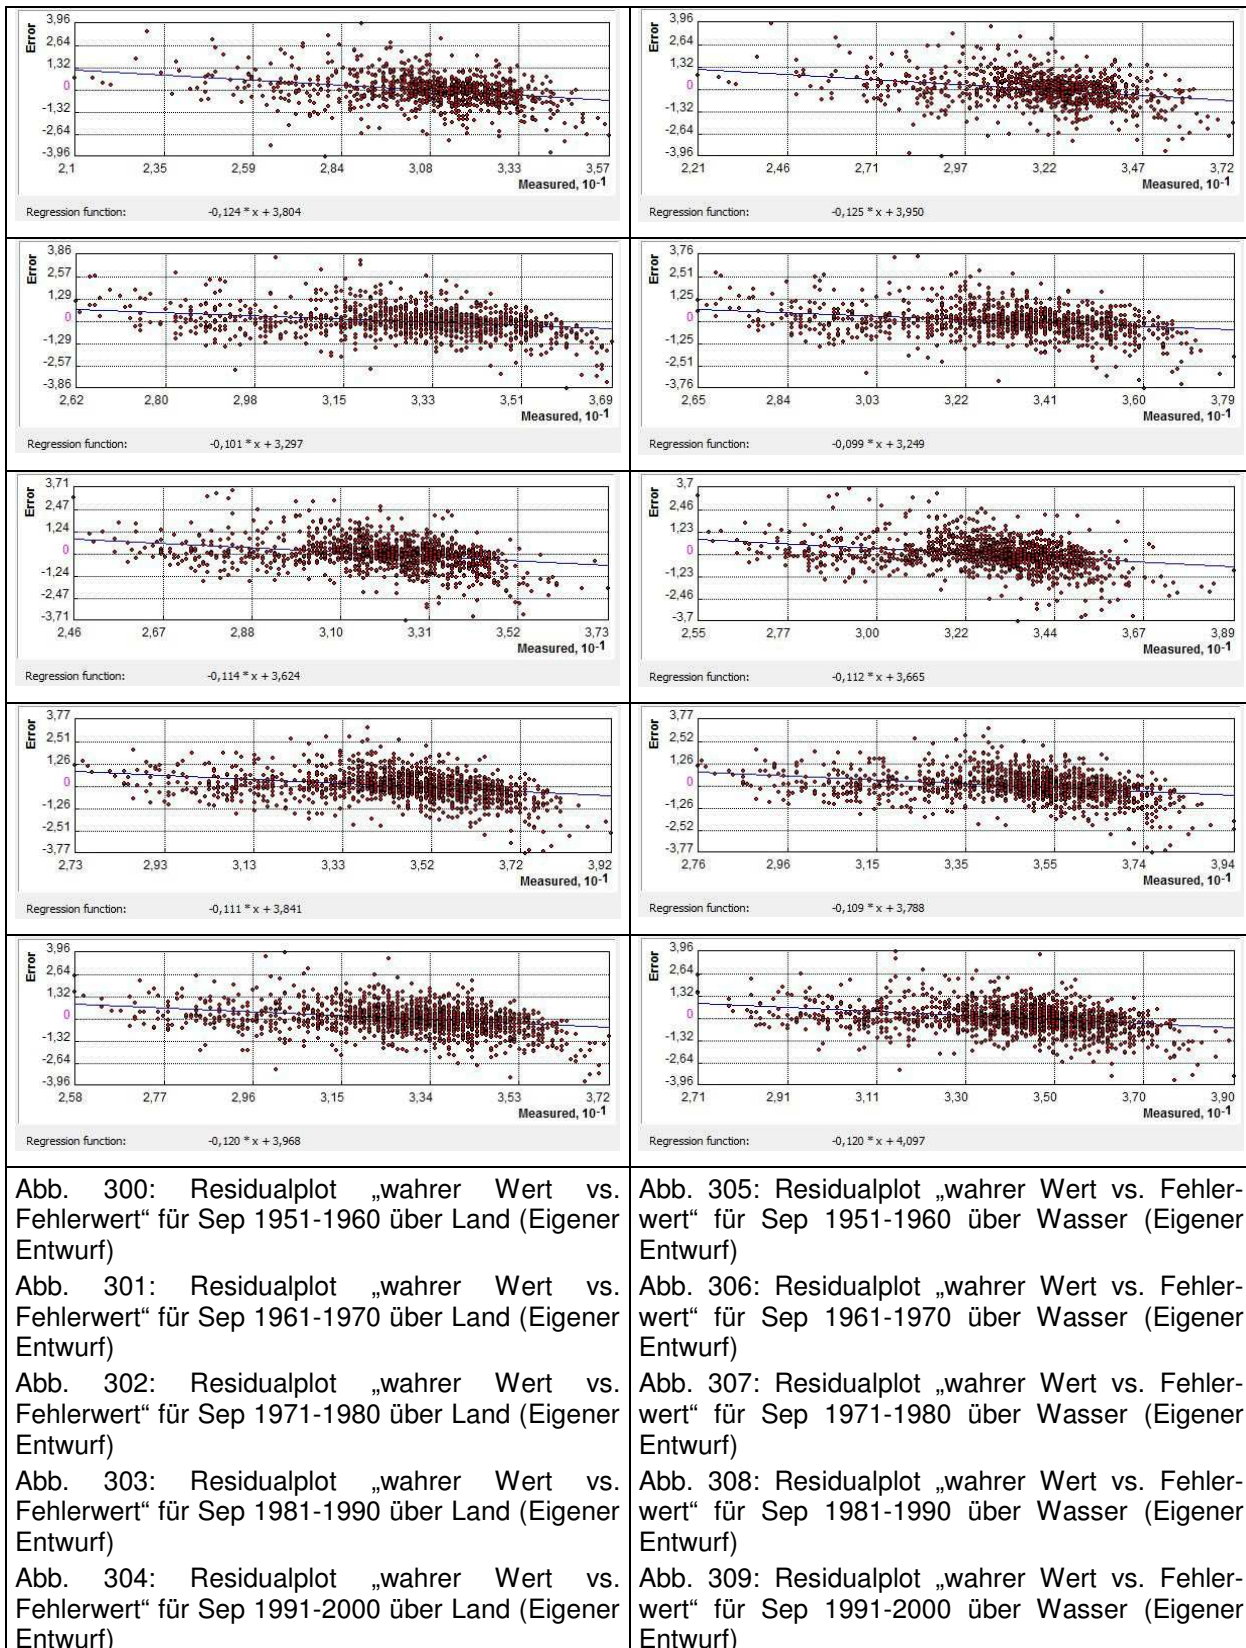 3,96
2,64
1,32
0
-1,32
-2,64
-3,96
Error
2,1 2,35 2,59 2,84 3,08 3,33 3,57
Measured, 10-1
Regression function: -0,124 * x + 3,804
3,96
2,64
1,32
0
-1,32
-2,64
-3,96
Error
2,21 2,46 2,71 2,97 3,22 3,47 3,72
Measured, 10-1
Regression function: -0,125 * x + 3,950
3,86
2,57
1,29
0
-1,29
-2,57
-3,86
Error
2,62 2,80 2,98 3,15 3,33 3,51 3,69
Measured, 10-1
Regression function: -0,101 * x + 3,297
3,76
2,51
1,25
0
-1,25
-2,51
-3,76
Error
2,65 2,84 3,03 3,22 3,41 3,60 3,79
Measured, 10-1
Regression function: -0,099 * x + 3,249
3,71
2,47
1,24
0
-1,24
-2,47
-3,71
Error
2,46 2,67 2,88 3,10 3,31 3,52 3,73
Measured, 10-1
Regression function: -0,114 * x + 3,624
3,7
2,46
1,23
0
-1,23
-2,46
-3,7
Error
2,55 2,77 3,00 3,22 3,44 3,67 3,89
Measured, 10-1
Regression function: -0,112 * x + 3,665
3,77
2,51
1,26
0
-1,26
-2,51
-3,77
Error
2,73 2,93 3,13 3,33 3,52 3,72 3,92
Measured, 10-1
Regression function: -0,111 * x + 3,841
3,77
2,52
1,26
0
-1,26
-2,52
-3,77
Error
2,76 2,96 3,15 3,35 3,55 3,74 3,94
Measured, 10-1
Regression function: -0,109 * x + 3,788
3,96
2,64
1,32
0
-1,32
-2,64
-3,96
Error
2,58 2,77 2,96 3,15 3,34 3,53 3,72
Measured, 10-1
Regression function: -0,120 * x + 3,968
3,96
2,64
1,32
0
-1,32
-2,64
-3,96
Error
2,71 2,91 3,11 3,30 3,50 3,70 3,90
Measured, 10-1
Regression function: -0,120 * x + 4,097
Abb. 300: Residualplot „wahrer Wert vs.
Fehlerwert“ für Sep 1951-1960 über Land (Eigener
Entwurf)
Abb. 301: Residualplot „wahrer Wert vs.
Fehlerwert“ für Sep 1961-1970 über Land (Eigener
Entwurf)
Abb. 302: Residualplot „wahrer Wert vs.
Fehlerwert“ für Sep 1971-1980 über Land (Eigener
Entwurf)
Abb. 303: Residualplot „wahrer Wert vs.
Fehlerwert“ für Sep 1981-1990 über Land (Eigener
Entwurf)
Abb. 304: Residualplot „wahrer Wert vs.
Fehlerwert“ für Sep 1991-2000 über Land (Eigener
Entwurf)
Abb. 305: Residualplot „wahrer Wert vs. Fehler-
wert“ für Sep 1951-1960 über Wasser (Eigener
Entwurf)
Abb. 306: Residualplot „wahrer Wert vs. Fehler-
wert“ für Sep 1961-1970 über Wasser (Eigener
Entwurf)
Abb. 307: Residualplot „wahrer Wert vs. Fehler-
wert“ für Sep 1971-1980 über Wasser (Eigener
Entwurf)
Abb. 308: Residualplot „wahrer Wert vs. Fehler-
wert“ für Sep 1981-1990 über Wasser (Eigener
Entwurf)
Abb. 309: Residualplot „wahrer Wert vs. Fehler-
wert“ für Sep 1991-2000 über Wasser (Eigener
Entwurf)